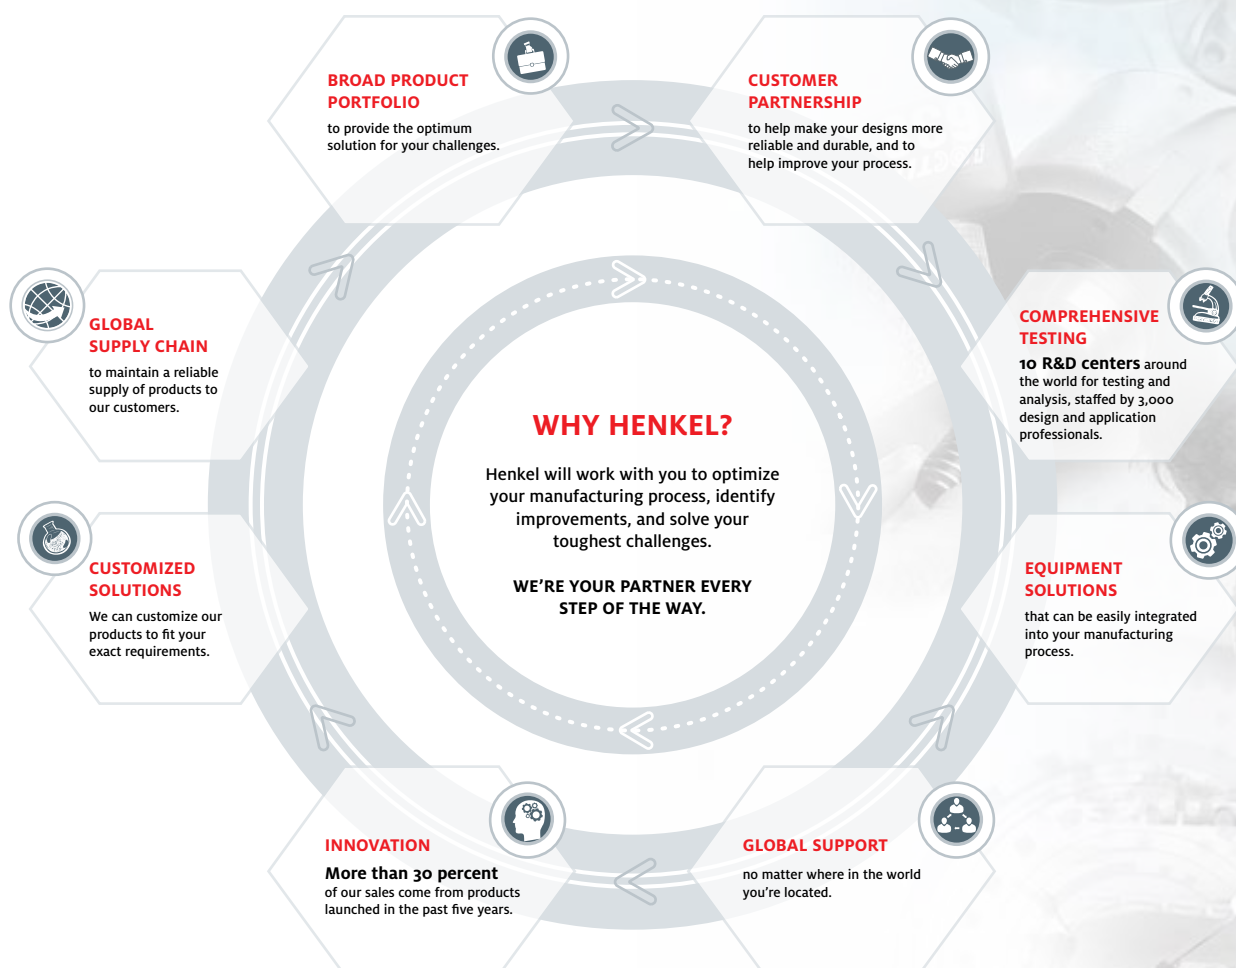 BROAD PRODUCT
PORTFOLIO
to provide the optimum
solution for your challenges.
CUSTOMER
PARTNERSHIP
to help make your designs more
reliable and durable, and to
help improve your process.
GLOBAL
SUPPLY CHAIN
to maintain a reliable
supply of products to
our customers.
COMPREHENSIVE
TESTING
10 R&D centers around
the world for testing and
analysis, staffed by 3,000
design and application
professionals.
WHY HENKEL?
Henkel will work with you to optimize
your manufacturing process, identify
improvements, and solve your
toughest challenges.
WE'RE YOUR PARTNER EVERY
STEP OF THE WAY.
CUSTOMIZED
SOLUTIONS
We can customize our
products to fit your
exact requirements.
EQUIPMENT
SOLUTIONS
that can be easily integrated
into your manufacturing
process.
INNOVATION
More than 30 percent
of our sales come from products
launched in the past five years.
GLOBAL SUPPORT
no matter where in the world
you're located.